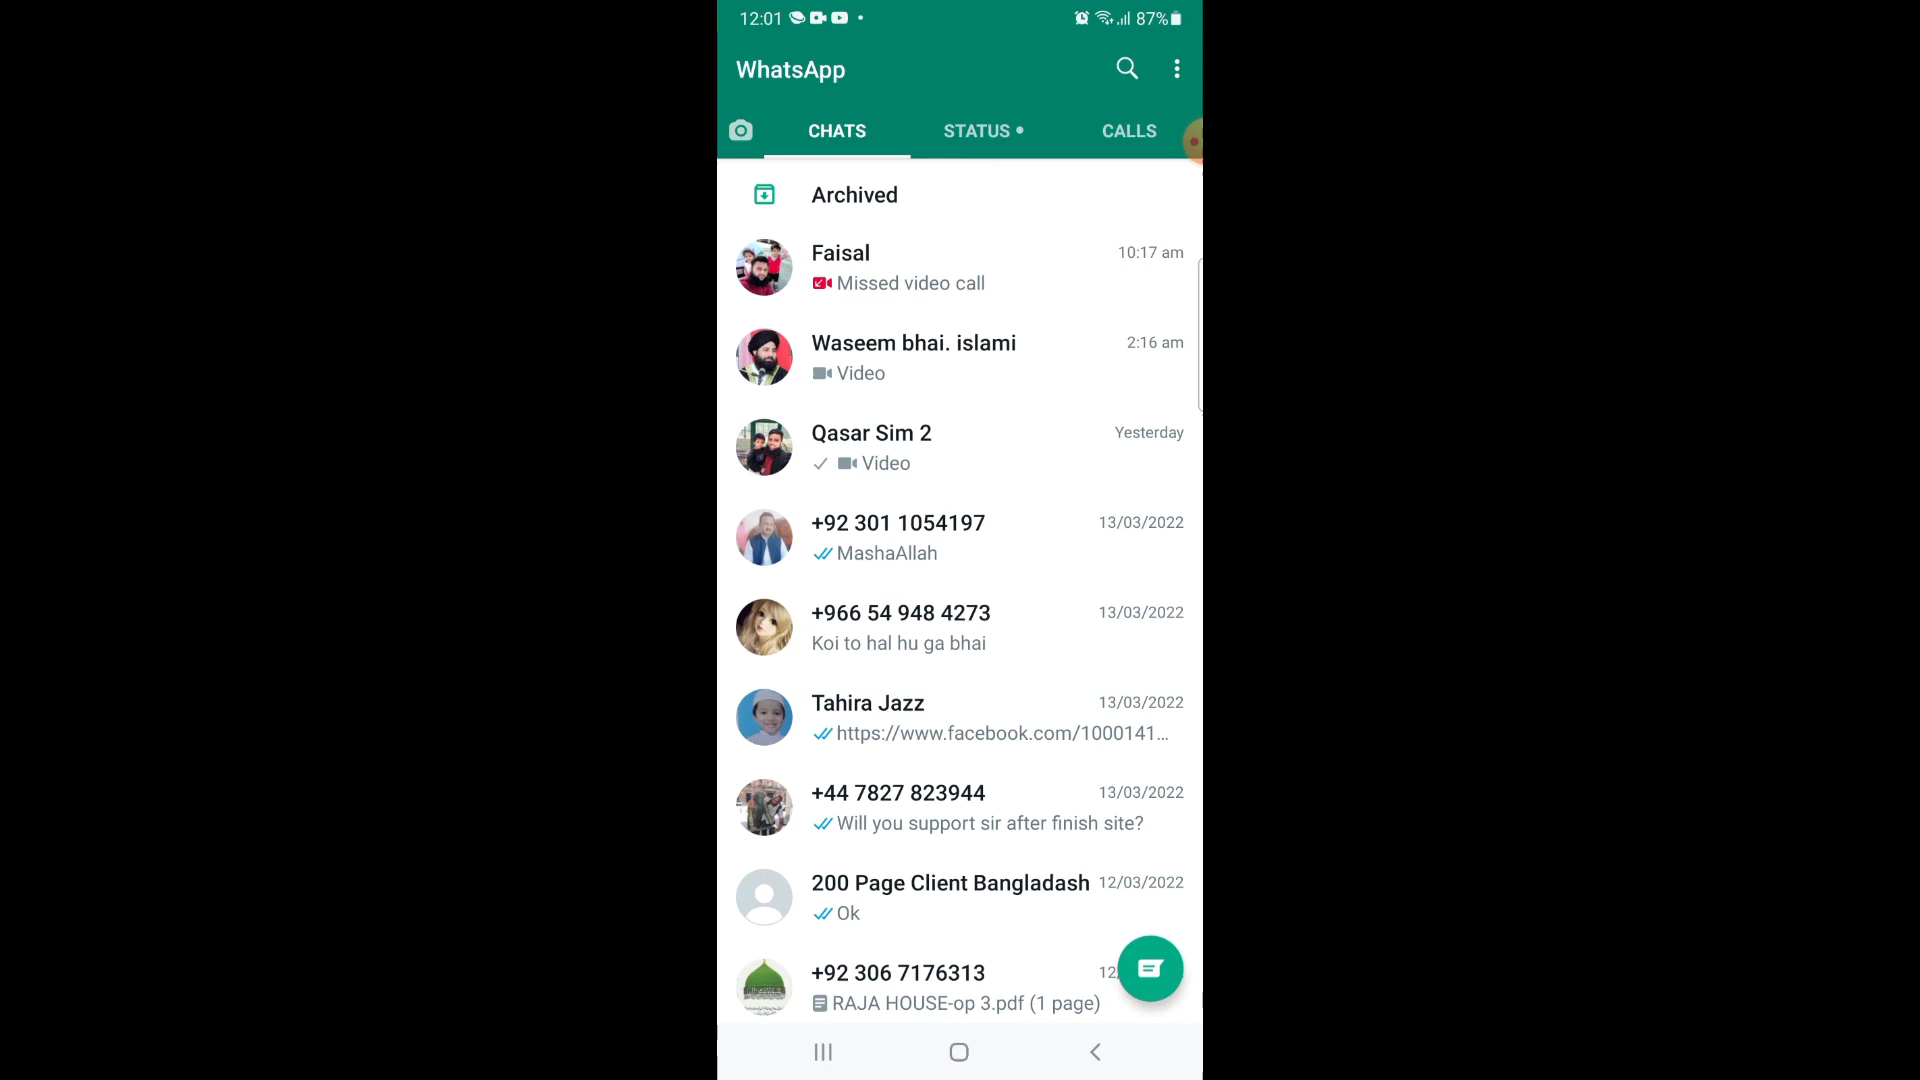 12:01
87%
WhatsApp
CHATS
STATUS
CALLS
Archived
Faisal
10:17 am
Missed video call
Waseem bhai. islami
2:16 am
Video
Qasar Sim 2
Yesterday
Video
+92 301 1054197
13/03/2022
MashaAllah
+966 54 948 4273
13/03/2022
Koi to hal hu ga bhai
Tahira Jazz
13/03/2022
https://www.facebook.com/1000141...
+44 7827 823944
13/03/2022
Will you support sir after finish site?
200 Page Client Bangladash
12/03/2022
Ok
+92 306 7176313
RAJA HOUSE-op 3.pdf (1 page)